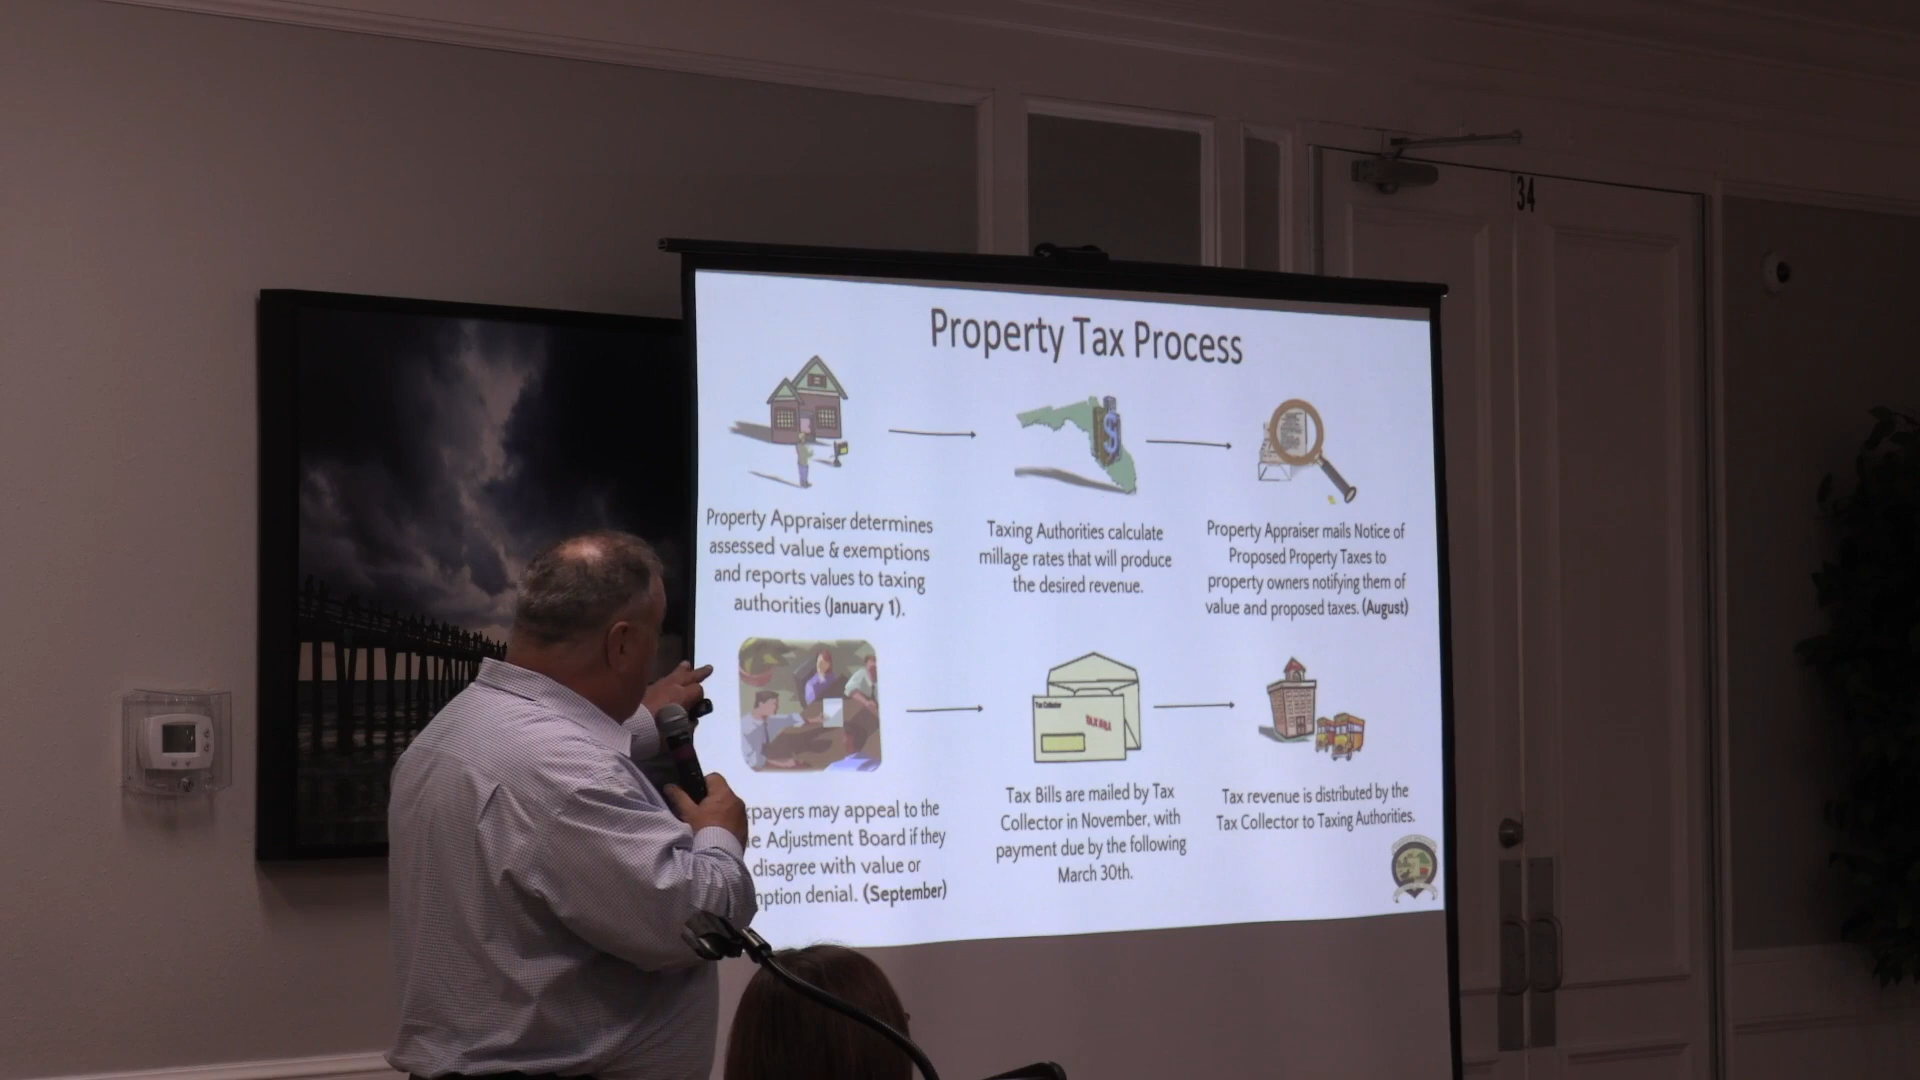 34
Property Tax Process
Property Appraiser determines
assessed value & exemptions
and reports values to taxing
authorities (January 1).
Taxing Authorities calculate
millage rates that will produce
the desired revenue.
Property Appraiser mails Notice of
Proposed Property Taxes to
property owners notifying them of
value and proposed taxes. (August)
xpayers may appeal to the
e Adjustment Board if they
disagree with value or
mption denial. (September)
Tax Collector
TAX BILL
Tax Bills are mailed by Tax
Collector in November, with
payment due by the following
March 30th.
Tax revenue is distributed by the
Tax Collector to Taxing Authorities.